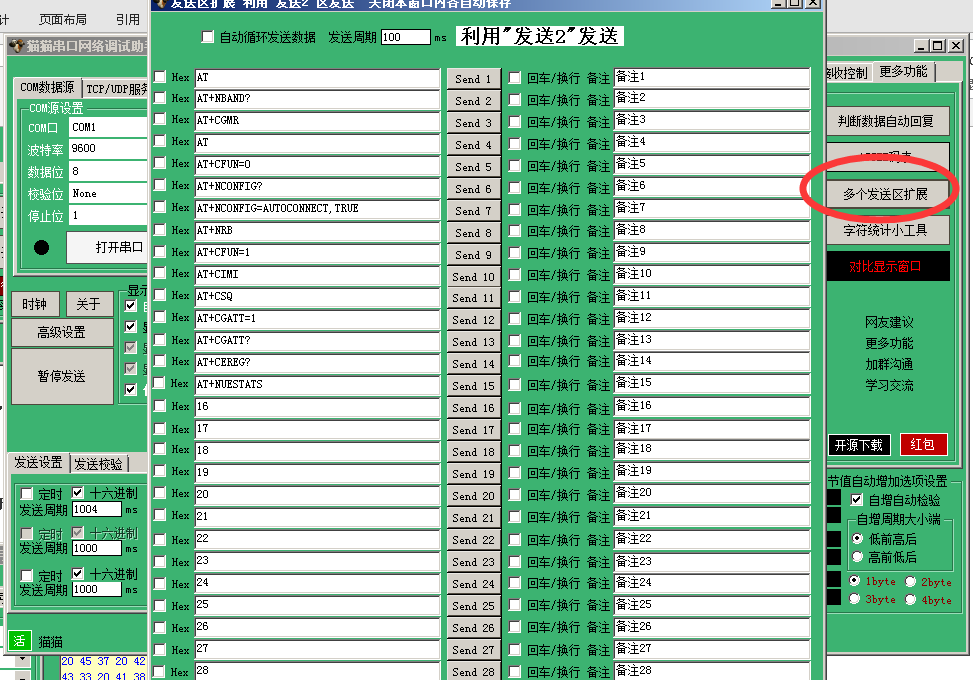 计 页面布局 引用
发送区扩展 利用"发送2"区发送 关闭本窗口内容自动保存
猫猫串口网络调试助手
自动循环发送数据 发送周期 100 ms 利用"发送2"发送
COM数据源 TCP/UDP服务
COM源设置
COM口 COM1
波特率 9600
数据位 8
校验位 None
停止位 1
打开串口
时钟 关于
高级设置
暂停发送
显示
发送设置 发送校验
定时 十六进制
发送周期 1004 ms
定时 十六进制
发送周期 1000 ms
定时 十六进制
发送周期 1000 ms
活 猫猫
20 45 37 20 42
43 33 20 41 38
Hex AT Send 1 回车/换行 备注 备注1
Hex AT+NBAND? Send 2 回车/换行 备注 备注2
Hex AT+CGMR Send 3 回车/换行 备注 备注3
Hex AT Send 4 回车/换行 备注 备注4
Hex AT+CFUN=0 Send 5 回车/换行 备注 备注5
Hex AT+NCONFIG? Send 6 回车/换行 备注 备注6
Hex AT+NCONFIG=AUTOCONNECT,TRUE Send 7 回车/换行 备注 备注7
Hex AT+NRB Send 8 回车/换行 备注 备注8
Hex AT+CFUN=1 Send 9 回车/换行 备注 备注9
Hex AT+CIMI Send 10 回车/换行 备注 备注10
Hex AT+CSQ Send 11 回车/换行 备注 备注11
Hex AT+CGATT=1 Send 12 回车/换行 备注 备注12
Hex AT+CGATT? Send 13 回车/换行 备注 备注13
Hex AT+CEREG? Send 14 回车/换行 备注 备注14
Hex AT+NUESTATS Send 15 回车/换行 备注 备注15
Hex 16 Send 16 回车/换行 备注 备注16
Hex 17 Send 17 回车/换行 备注 备注17
Hex 18 Send 18 回车/换行 备注 备注18
Hex 19 Send 19 回车/换行 备注 备注19
Hex 20 Send 20 回车/换行 备注 备注20
Hex 21 Send 21 回车/换行 备注 备注21
Hex 22 Send 22 回车/换行 备注 备注22
Hex 23 Send 23 回车/换行 备注 备注23
Hex 24 Send 24 回车/换行 备注 备注24
Hex 25 Send 25 回车/换行 备注 备注25
Hex 26 Send 26 回车/换行 备注 备注26
Hex 27 Send 27 回车/换行 备注 备注27
Hex 28 Send 28 回车/换行 备注 备注28
接收控制 更多功能
判断数据自动回复
多个发送区扩展
字符统计小工具
对比显示窗口
网友建议
更多功能
加群沟通
学习交流
开源下载 红包
节值自动增加选项设置
自增自动检验
自增周期大小端
低前高后
高前低后
1byte 2byte
3byte 4byte